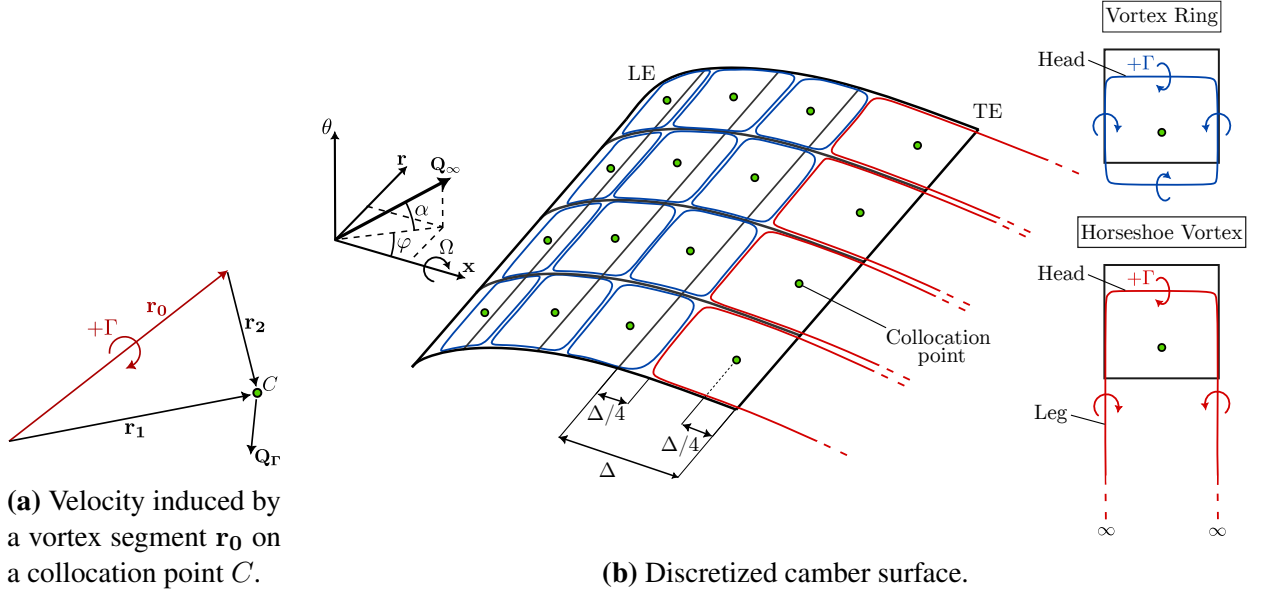 Vortex Ring
Head
+Γ
LE
TE
θ
r
Q∞
α
φ
Ω
x
Horseshoe Vortex
Head
+Γ
Leg
∞
∞
+Γ
r0
r2
C
r1
QΓ
Collocation
point
Δ/4
Δ/4
Δ
(a) Velocity induced by
a vortex segment r0 on
a collocation point C.
(b) Discretized camber surface.